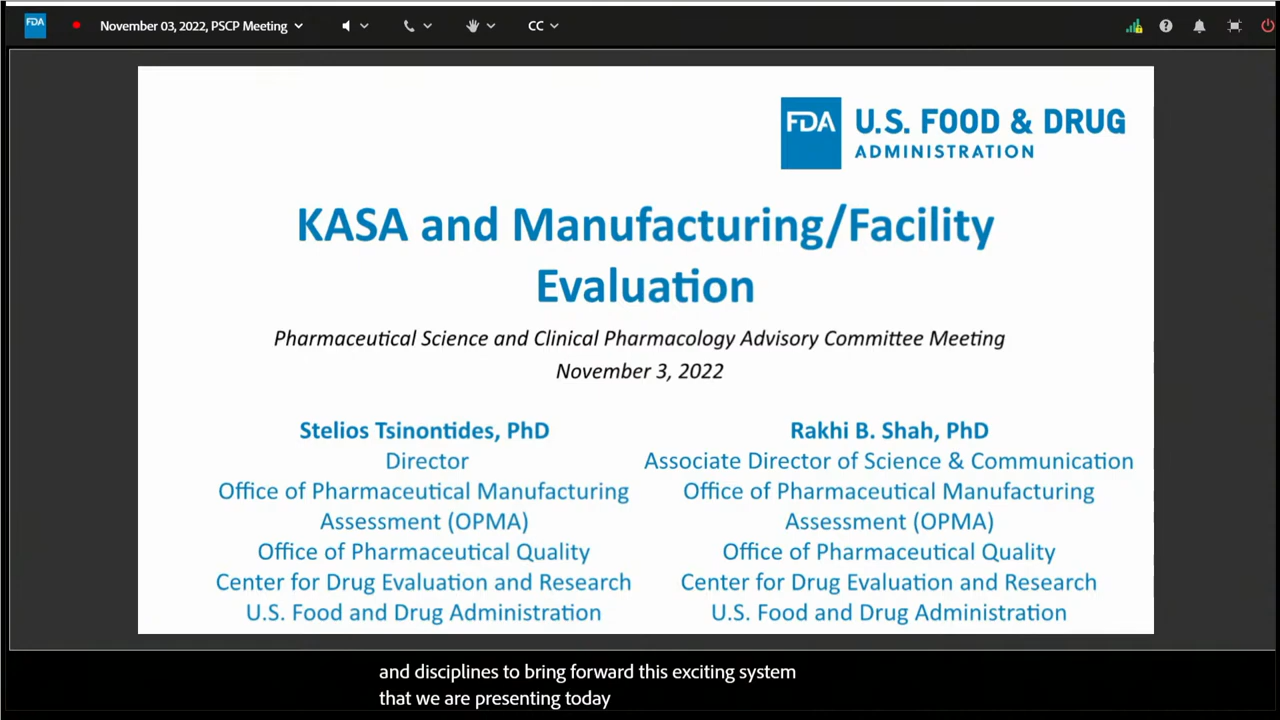 FDA
November 03, 2022, PSCP Meeting
CC
FDA
U.S. FOOD & DRUG
ADMINISTRATION
KASA and Manufacturing/Facility
Evaluation
Pharmaceutical Science and Clinical Pharmacology Advisory Committee Meeting
November 3, 2022
Stelios Tsinontides, PhD
Director
Office of Pharmaceutical Manufacturing
Assessment (OPMA)
Office of Pharmaceutical Quality
Center for Drug Evaluation and Research
U.S. Food and Drug Administration
Rakhi B. Shah, PhD
Associate Director of Science & Communication
Office of Pharmaceutical Manufacturing
Assessment (OPMA)
Office of Pharmaceutical Quality
Center for Drug Evaluation and Research
U.S. Food and Drug Administration
and disciplines to bring forward this exciting system
that we are presenting today